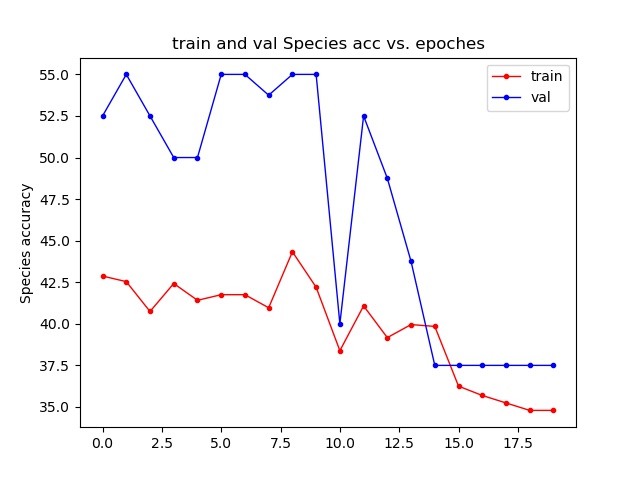 train and val Species acc vs. epoches
train
val
Species accuracy
55.0
52.5
50.0
47.5
45.0
42.5
40.0
37.5
35.0
0.0 2.5 5.0 7.5 10.0 12.5 15.0 17.5